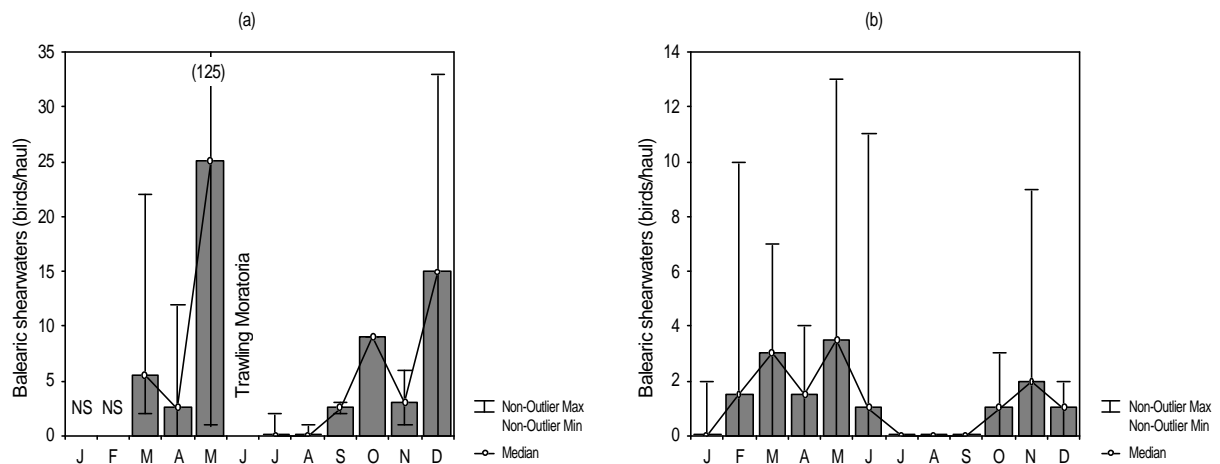 (a)
35
30
25
20
15
10
5
0
Balearic shearwaters (birds/haul)
(125)
NS NS
Trawling Moratoria
J F M A M J J A S O N D
Non-Outlier Max
Non-Outlier Min
Median
(b)
14
12
10
8
6
4
2
0
Balearic shearwaters (birds/haul)
J F M A M J J A S O N D
Non-Outlier Max
Non-Outlier Min
Median